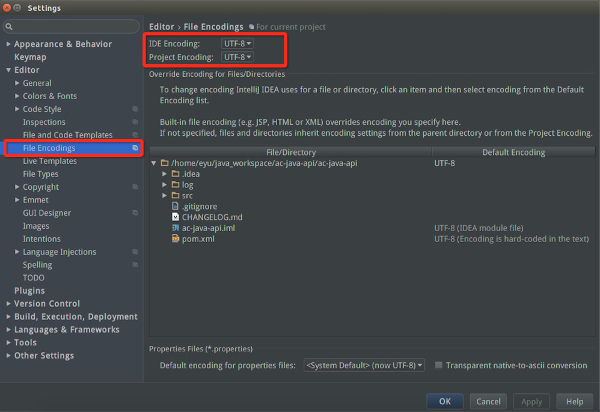 Settings
Editor › File Encodings For current project
IDE Encoding: UTF-8
Project Encoding: UTF-8
Override Encoding for Files/Directories
To change encoding Intellij IDEA uses for a file or directory, click an item and then select encoding from the Default
Encoding list.
Built-in file encoding (e.g. JSP, HTML or XML) overrides encoding you specify here.
If not specified, files and directories inherit encoding settings from the parent directory or from the Project Encoding.
Appearance & Behavior
Keymap
Editor
General
Colors & Fonts
Code Style
Inspections
File and Code Templates
File Encodings
Live Templates
File Types
Copyright
Emmet
GUI Designer
Images
Intentions
Language Injections
Spelling
TODO
Plugins
Version Control
Build, Execution, Deployment
Languages & Frameworks
Tools
Other Settings
File/Directory Default Encoding
/home/eyu/java_workspace/ac-java-api/ac-java-api UTF-8
.idea
log
src
.gitignore
CHANGELOG.md
ac-java-api.iml UTF-8 (IDEA module file)
pom.xml UTF-8 (Encoding is hard-coded in the text)
Properties Files (*.properties)
Default encoding for properties files: <System Default> (now UTF-8) Transparent native-to-ascii conversion
OK Cancel Apply Help